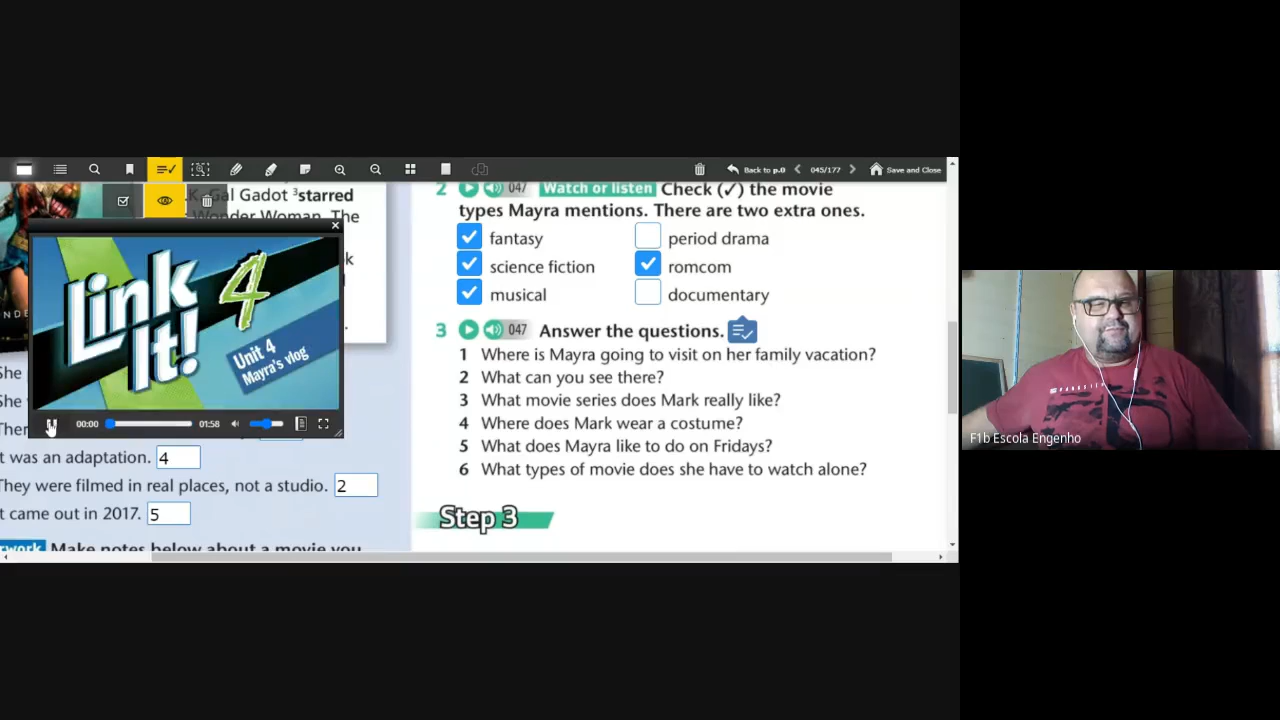 Back to p.0
045/177
Save and Close
.K. Gal Gadot ³starred
Wonder Woman. The
k
NDE
She
She
Ther
t was an adaptation. 4
They were filmed in real places, not a studio. 2
t came out in 2017. 5
rwork Make notes below about a movie you
Link It! 4
Unit 4
Mayra's vlog
00:00
01:58
2 047 Watch or listen Check (✓) the movie
types Mayra mentions. There are two extra ones.
fantasy period drama
science fiction romcom
musical documentary
3 047 Answer the questions.
1 Where is Mayra going to visit on her family vacation?
2 What can you see there?
3 What movie series does Mark really like?
4 Where does Mark wear a costume?
5 What does Mayra like to do on Fridays?
6 What types of movie does she have to watch alone?
Step 3
F1b Escola Engenho